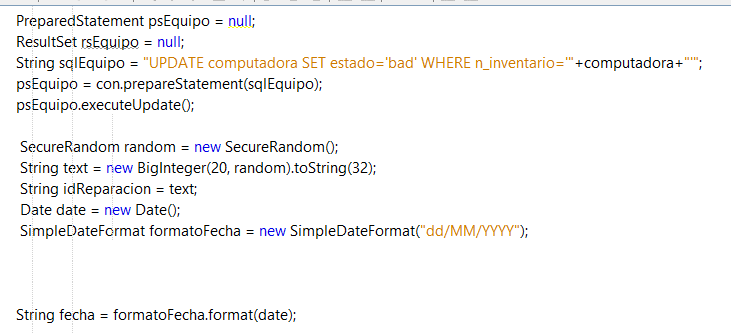 PreparedStatement psEquipo = null;
ResultSet rsEquipo = null;
String sqlEquipo = "UPDATE computadora SET estado='bad' WHERE n_inventario='"+computadora+"'";
psEquipo = con.prepareStatement(sqlEquipo);
psEquipo.executeUpdate();
SecureRandom random = new SecureRandom();
String text = new BigInteger(20, random).toString(32);
String idReparacion = text;
Date date = new Date();
SimpleDateFormat formatoFecha = new SimpleDateFormat("dd/MM/YYYY");
String fecha = formatoFecha.format(date);